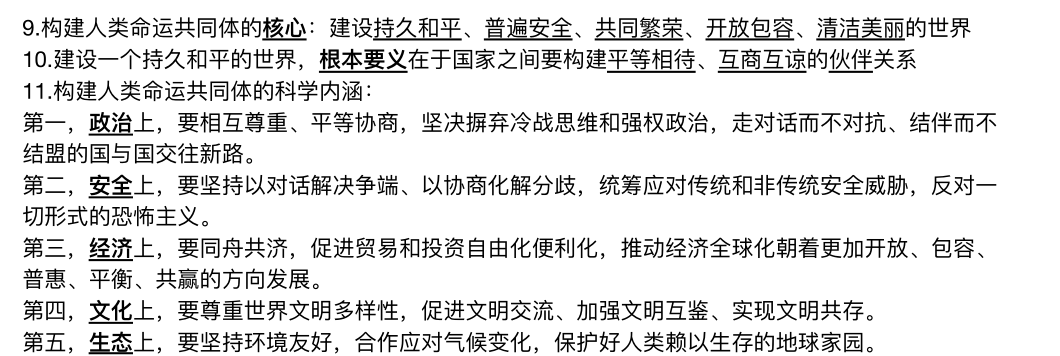 9.构建人类命运共同体的核心：建设持久和平、普遍安全、共同繁荣、开放包容、清洁美丽的世界
10.建设一个持久和平的世界，根本要义在于国家之间要构建平等相待、互商互谅的伙伴关系
11.构建人类命运共同体的科学内涵：
第一，政治上，要相互尊重、平等协商，坚决摒弃冷战思维和强权政治，走对话而不对抗、结伴而不
结盟的国与国交往新路。
第二，安全上，要坚持以对话解决争端、以协商化解分歧，统筹应对传统和非传统安全威胁，反对一
切形式的恐怖主义。
第三，经济上，要同舟共济，促进贸易和投资自由化便利化，推动经济全球化朝着更加开放、包容、
普惠、平衡、共赢的方向发展。
第四，文化上，要尊重世界文明多样性，促进文明交流、加强文明互鉴、实现文明共存。
第五，生态上，要坚持环境友好，合作应对气候变化，保护好人类赖以生存的地球家园。